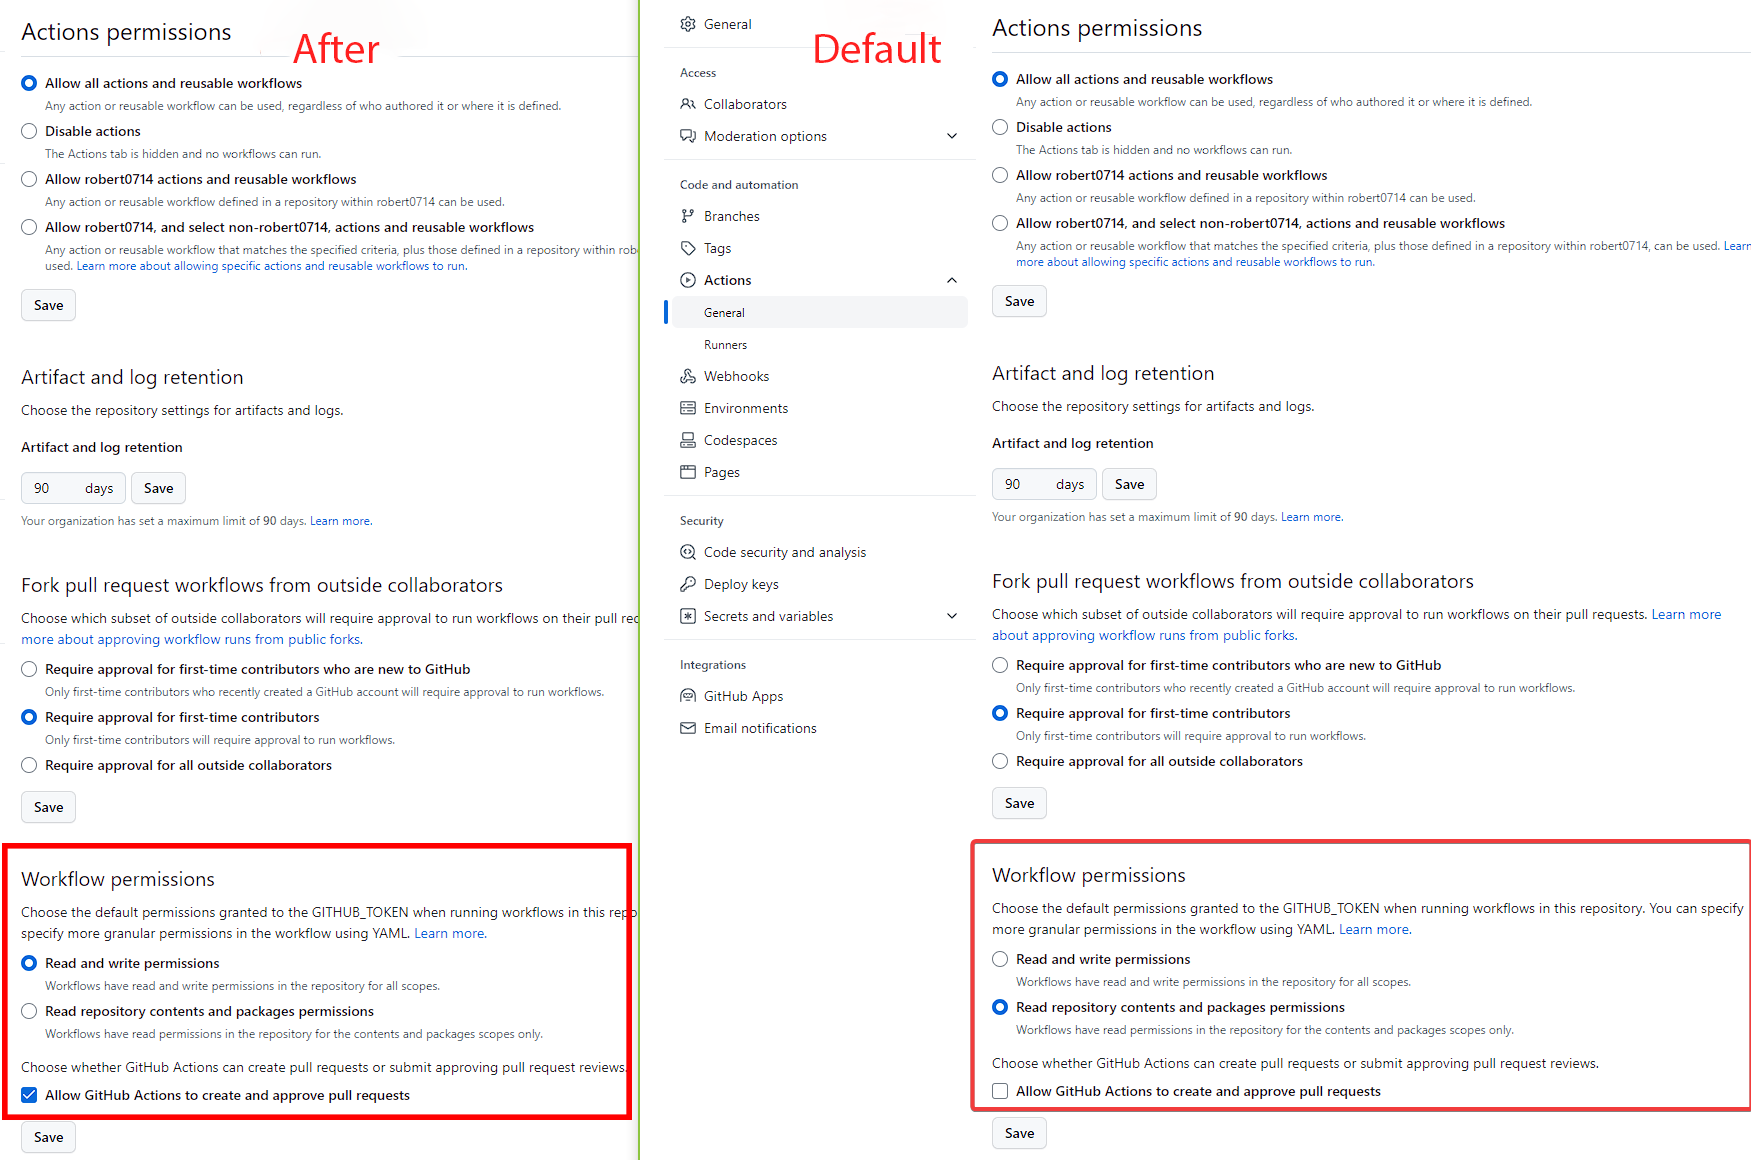 Actions permissions
After
Allow all actions and reusable workflows
Any action or reusable workflow can be used, regardless of who authored it or where it is defined.
Disable actions
The Actions tab is hidden and no workflows can run.
Allow robert0714 actions and reusable workflows
Any action or reusable workflow defined in a repository within robert0714 can be used.
Allow robert0714, and select non-robert0714, actions and reusable workflows
Any action or reusable workflow that matches the specified criteria, plus those defined in a repository within rob
used. Learn more about allowing specific actions and reusable workflows to run.
Save
Artifact and log retention
Choose the repository settings for artifacts and logs.
Artifact and log retention
90 days Save
Your organization has set a maximum limit of 90 days. Learn more.
Fork pull request workflows from outside collaborators
Choose which subset of outside collaborators will require approval to run workflows on their pull rec
more about approving workflow runs from public forks.
Require approval for first-time contributors who are new to GitHub
Only first-time contributors who recently created a GitHub account will require approval to run workflows.
Require approval for first-time contributors
Only first-time contributors will require approval to run workflows.
Require approval for all outside collaborators
Save
Workflow permissions
Choose the default permissions granted to the GITHUB_TOKEN when running workflows in this repo
specify more granular permissions in the workflow using YAML. Learn more.
Read and write permissions
Workflows have read and write permissions in the repository for all scopes.
Read repository contents and packages permissions
Workflows have read permissions in the repository for the contents and packages scopes only.
Choose whether GitHub Actions can create pull requests or submit approving pull request reviews.
Allow GitHub Actions to create and approve pull requests
Save
General
Default
Access
Collaborators
Moderation options
Code and automation
Branches
Tags
Actions
General
Runners
Webhooks
Environments
Codespaces
Pages
Security
Code security and analysis
Deploy keys
Secrets and variables
Integrations
GitHub Apps
Email notifications
Actions permissions
Allow all actions and reusable workflows
Any action or reusable workflow can be used, regardless of who authored it or where it is defined.
Disable actions
The Actions tab is hidden and no workflows can run.
Allow robert0714 actions and reusable workflows
Any action or reusable workflow defined in a repository within robert0714 can be used.
Allow robert0714, and select non-robert0714, actions and reusable workflows
Any action or reusable workflow that matches the specified criteria, plus those defined in a repository within robert0714, can be used. Learn
more about allowing specific actions and reusable workflows to run.
Save
Artifact and log retention
Choose the repository settings for artifacts and logs.
Artifact and log retention
90 days Save
Your organization has set a maximum limit of 90 days. Learn more.
Fork pull request workflows from outside collaborators
Choose which subset of outside collaborators will require approval to run workflows on their pull requests. Learn more
about approving workflow runs from public forks.
Require approval for first-time contributors who are new to GitHub
Only first-time contributors who recently created a GitHub account will require approval to run workflows.
Require approval for first-time contributors
Only first-time contributors will require approval to run workflows.
Require approval for all outside collaborators
Save
Workflow permissions
Choose the default permissions granted to the GITHUB_TOKEN when running workflows in this repository. You can specify
more granular permissions in the workflow using YAML. Learn more.
Read and write permissions
Workflows have read and write permissions in the repository for all scopes.
Read repository contents and packages permissions
Workflows have read permissions in the repository for the contents and packages scopes only.
Choose whether GitHub Actions can create pull requests or submit approving pull request reviews.
Allow GitHub Actions to create and approve pull requests
Save